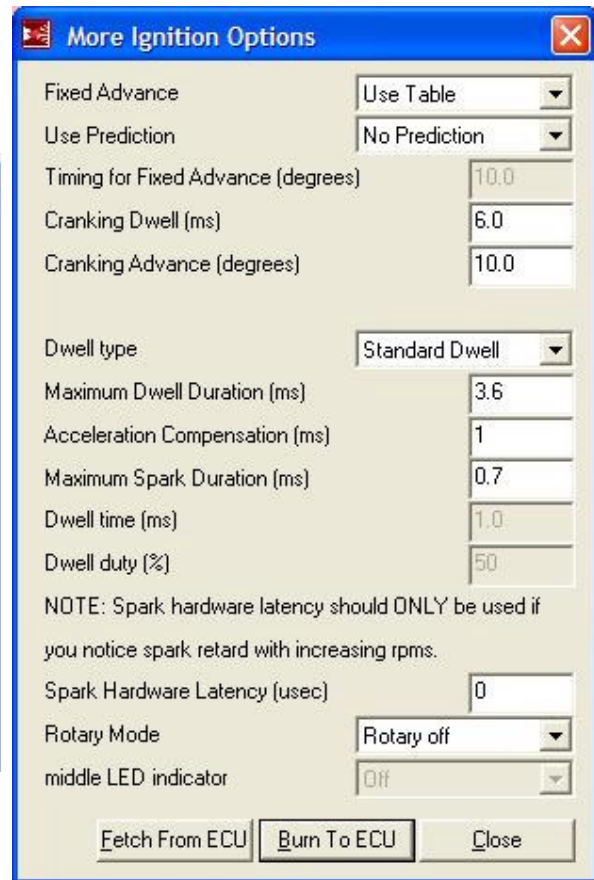 More Ignition Options
Fixed Advance Use Table
Use Prediction No Prediction
Timing for Fixed Advance (degrees) 10.0
Cranking Dwell (ms) 6.0
Cranking Advance (degrees) 10.0
Dwell type Standard Dwell
Maximum Dwell Duration (ms) 3.6
Acceleration Compensation (ms) 1
Maximum Spark Duration (ms) 0.7
Dwell time (ms) 1.0
Dwell duty (%) 50
NOTE: Spark hardware latency should ONLY be used if
you notice spark retard with increasing rpms.
Spark Hardware Latency (usec) 0
Rotary Mode Rotary off
middle LED indicator Off
Fetch From ECU Burn To ECU Close